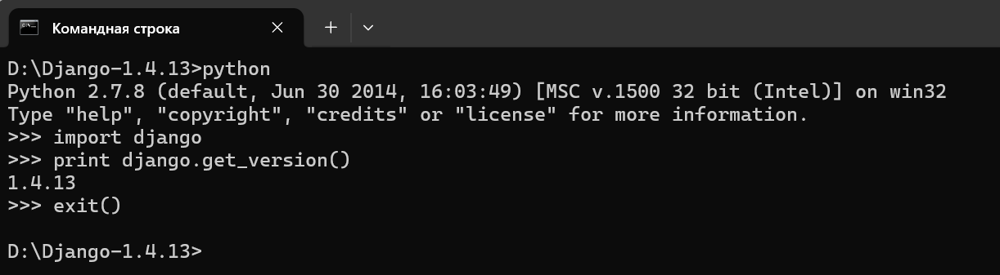 Командная строка
D:\Django-1.4.13>python
Python 2.7.8 (default, Jun 30 2014, 16:03:49) [MSC v.1500 32 bit (Intel)] on win32
Type "help", "copyright", "credits" or "license" for more information.
>>> import django
>>> print django.get_version()
1.4.13
>>> exit()
D:\Django-1.4.13>